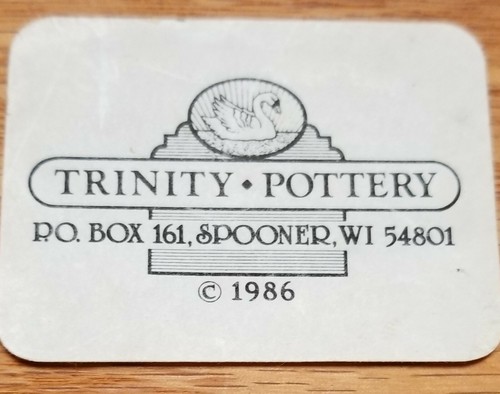 TRINITY • POTTERY
P.O. BOX 161, SPOONER, WI 54801
© 1986